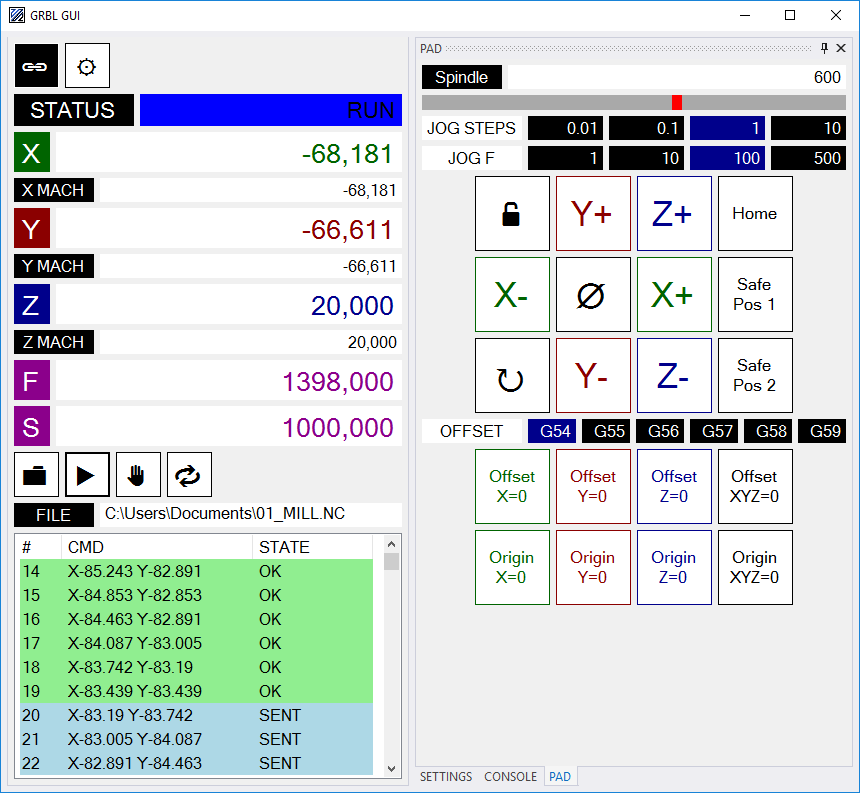 GRBL GUI
STATUS RUN
X -68,181
X MACH -68,181
Y -66,611
Y MACH -66,611
Z 20,000
Z MACH 20,000
F 1398,000
S 1000,000
FILE C:\Users\Documents\01_MILL.NC
# CMD STATE
14 X-85.243 Y-82.891 OK
15 X-84.853 Y-82.853 OK
16 X-84.463 Y-82.891 OK
17 X-84.087 Y-83.005 OK
18 X-83.742 Y-83.19 OK
19 X-83.439 Y-83.439 OK
20 X-83.19 Y-83.742 SENT
21 X-83.005 Y-84.087 SENT
22 X-82.891 Y-84.463 SENT
PAD
Spindle 600
JOG STEPS 0.01 0.1 1 10
JOG F 1 10 100 500
Y+ Z+ Home
X- Ø X+ Safe
Pos 1
Y- Z- Safe
Pos 2
OFFSET G54 G55 G56 G57 G58 G59
Offset Offset Offset Offset
X=0 Y=0 Z=0 XYZ=0
Origin Origin Origin Origin
X=0 Y=0 Z=0 XYZ=0
SETTINGS CONSOLE PAD